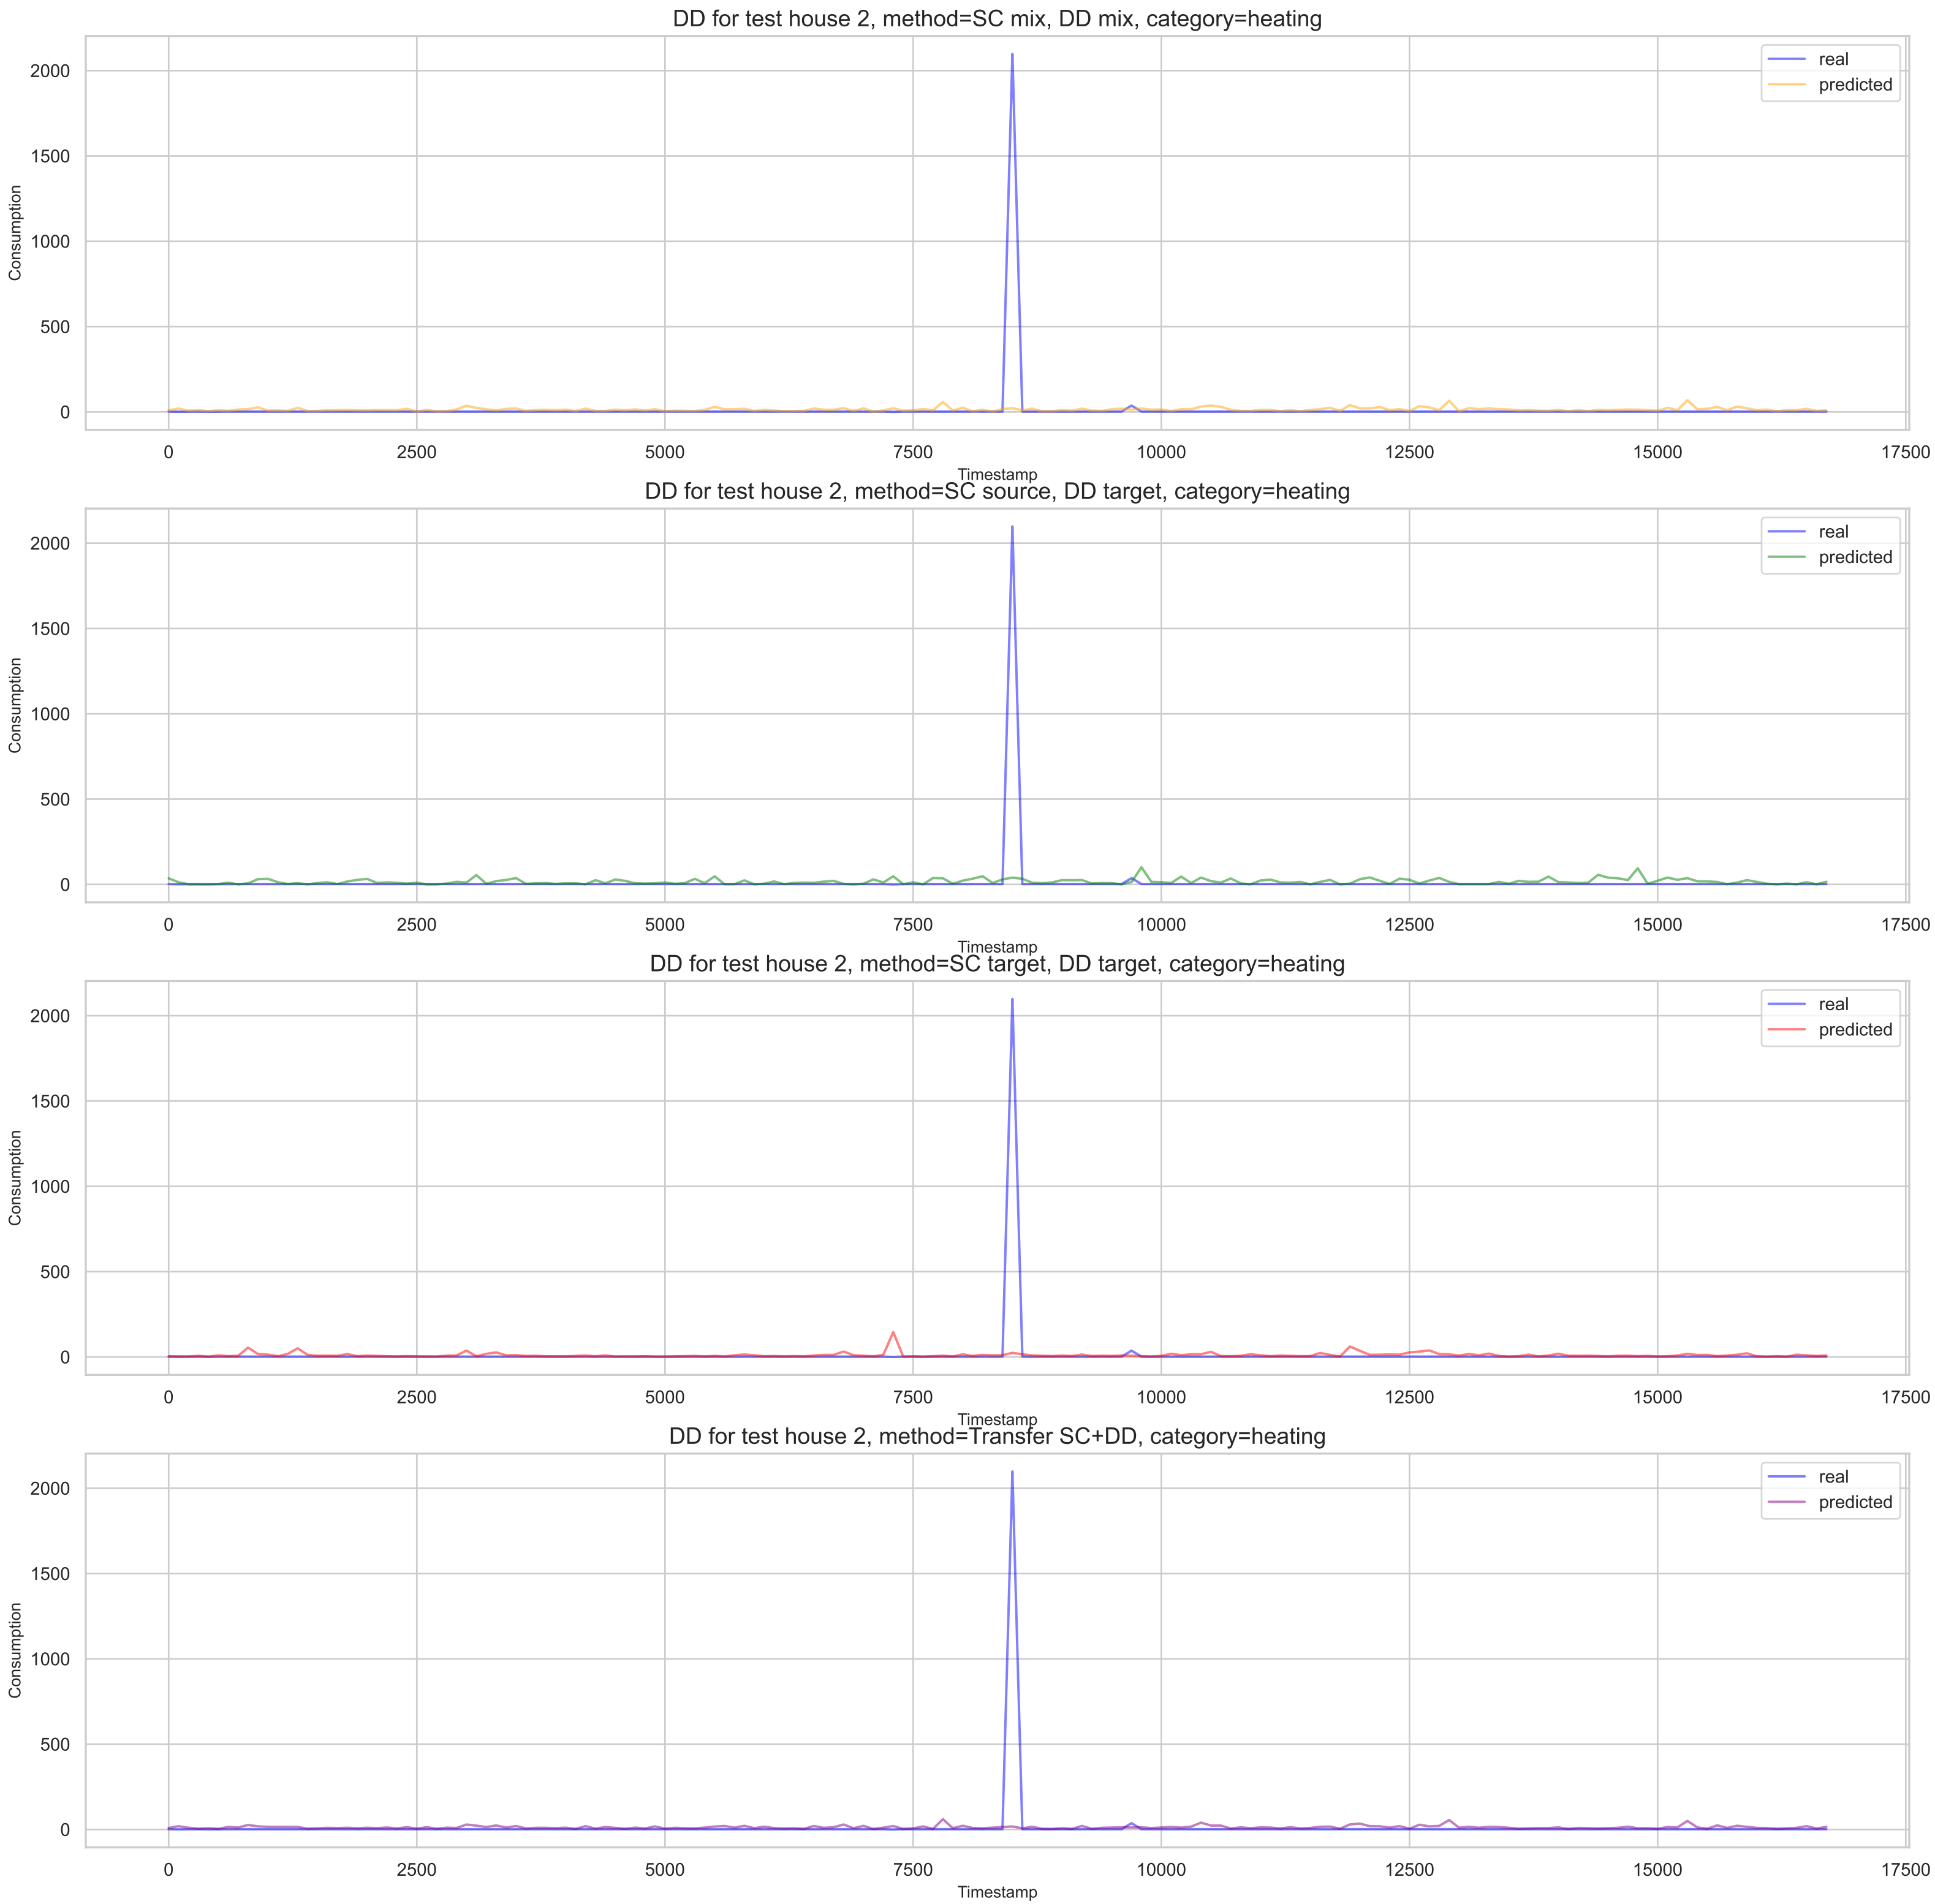 DD for test house 2, method=SC mix, DD mix, category=heating
real
predicted
2000
1500
1000
500
0
Consumption
0 2500 5000 7500 10000 12500 15000 17500
Timestamp
DD for test house 2, method=SC source, DD target, category=heating
real
predicted
2000
1500
1000
500
0
Consumption
0 2500 5000 7500 10000 12500 15000 17500
Timestamp
DD for test house 2, method=SC target, DD target, category=heating
real
predicted
2000
1500
1000
500
0
Consumption
0 2500 5000 7500 10000 12500 15000 17500
Timestamp
DD for test house 2, method=Transfer SC+DD, category=heating
real
predicted
2000
1500
1000
500
0
Consumption
0 2500 5000 7500 10000 12500 15000 17500
Timestamp